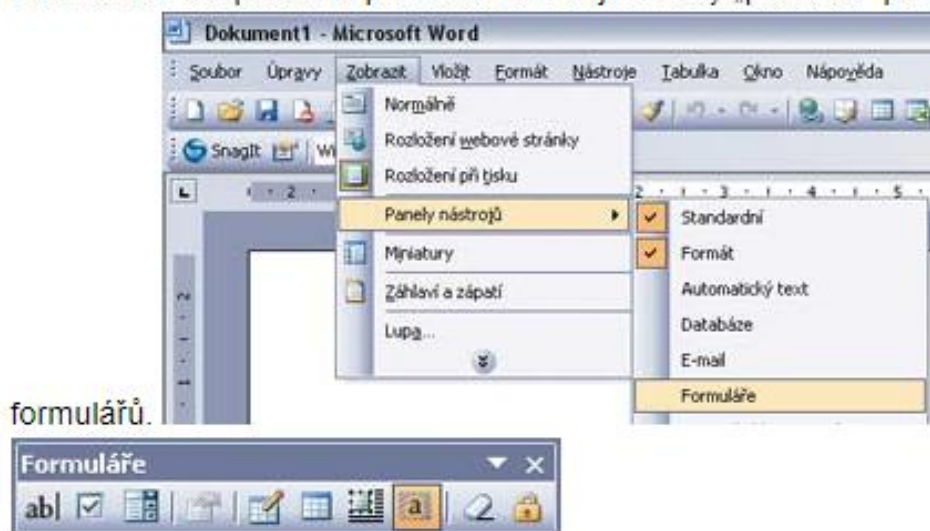 Dokument1 - Microsoft Word
Soubor Úpravy Zobrazit Vložit Formát Nástroje Tabulka Okno Nápověda
Normálně
SnagIt
Rozložení webové stránky
Rozložení při tisku
Panely nástrojů
Miniatury
Záhlaví a zápatí
Lupa...
Standardní
Formát
Automatický text
Databáze
E-mail
Formuláře
formulářů.
Formuláře
ab|